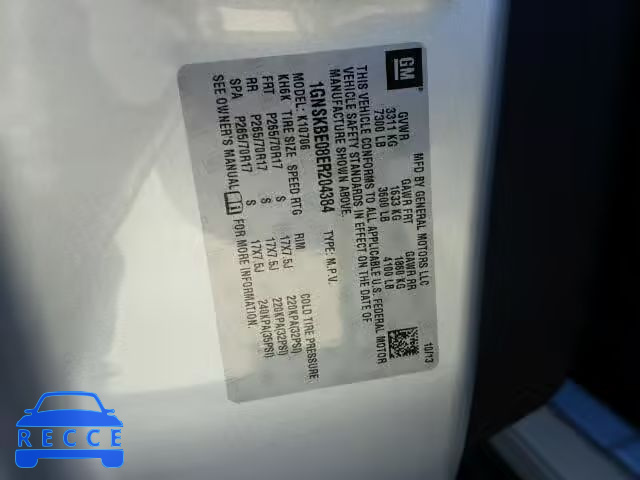 GM
MFD BY GENERAL MOTORS LLC
10/13
GVWR GAWR FRT GAWR RR
3311 KG 1633 KG 1860 KG
7300 LB 3600 LB 4100 LB
THIS VEHICLE CONFORMS TO ALL APPLICABLE U.S. FEDERAL MOTOR
VEHICLE SAFETY STANDARDS IN EFFECT ON THE DATE OF
MANUFACTURE SHOWN ABOVE.
1GNSKBE08ER204384 TYPE: M.P.V.
MODEL: K10706
KH6K TIRE SIZE SPEED RTG RIM COLD TIRE PRESSURE
FRT P265/70R17 S 17X7.5J 220KPA(32PSI)
RR P265/70R17 S 17X7.5J 220KPA(32PSI)
SPA P265/70R17 S 17X7.5J 240KPA(35PSI)
SEE OWNER'S MANUAL FOR MORE INFORMATION.
RECCE